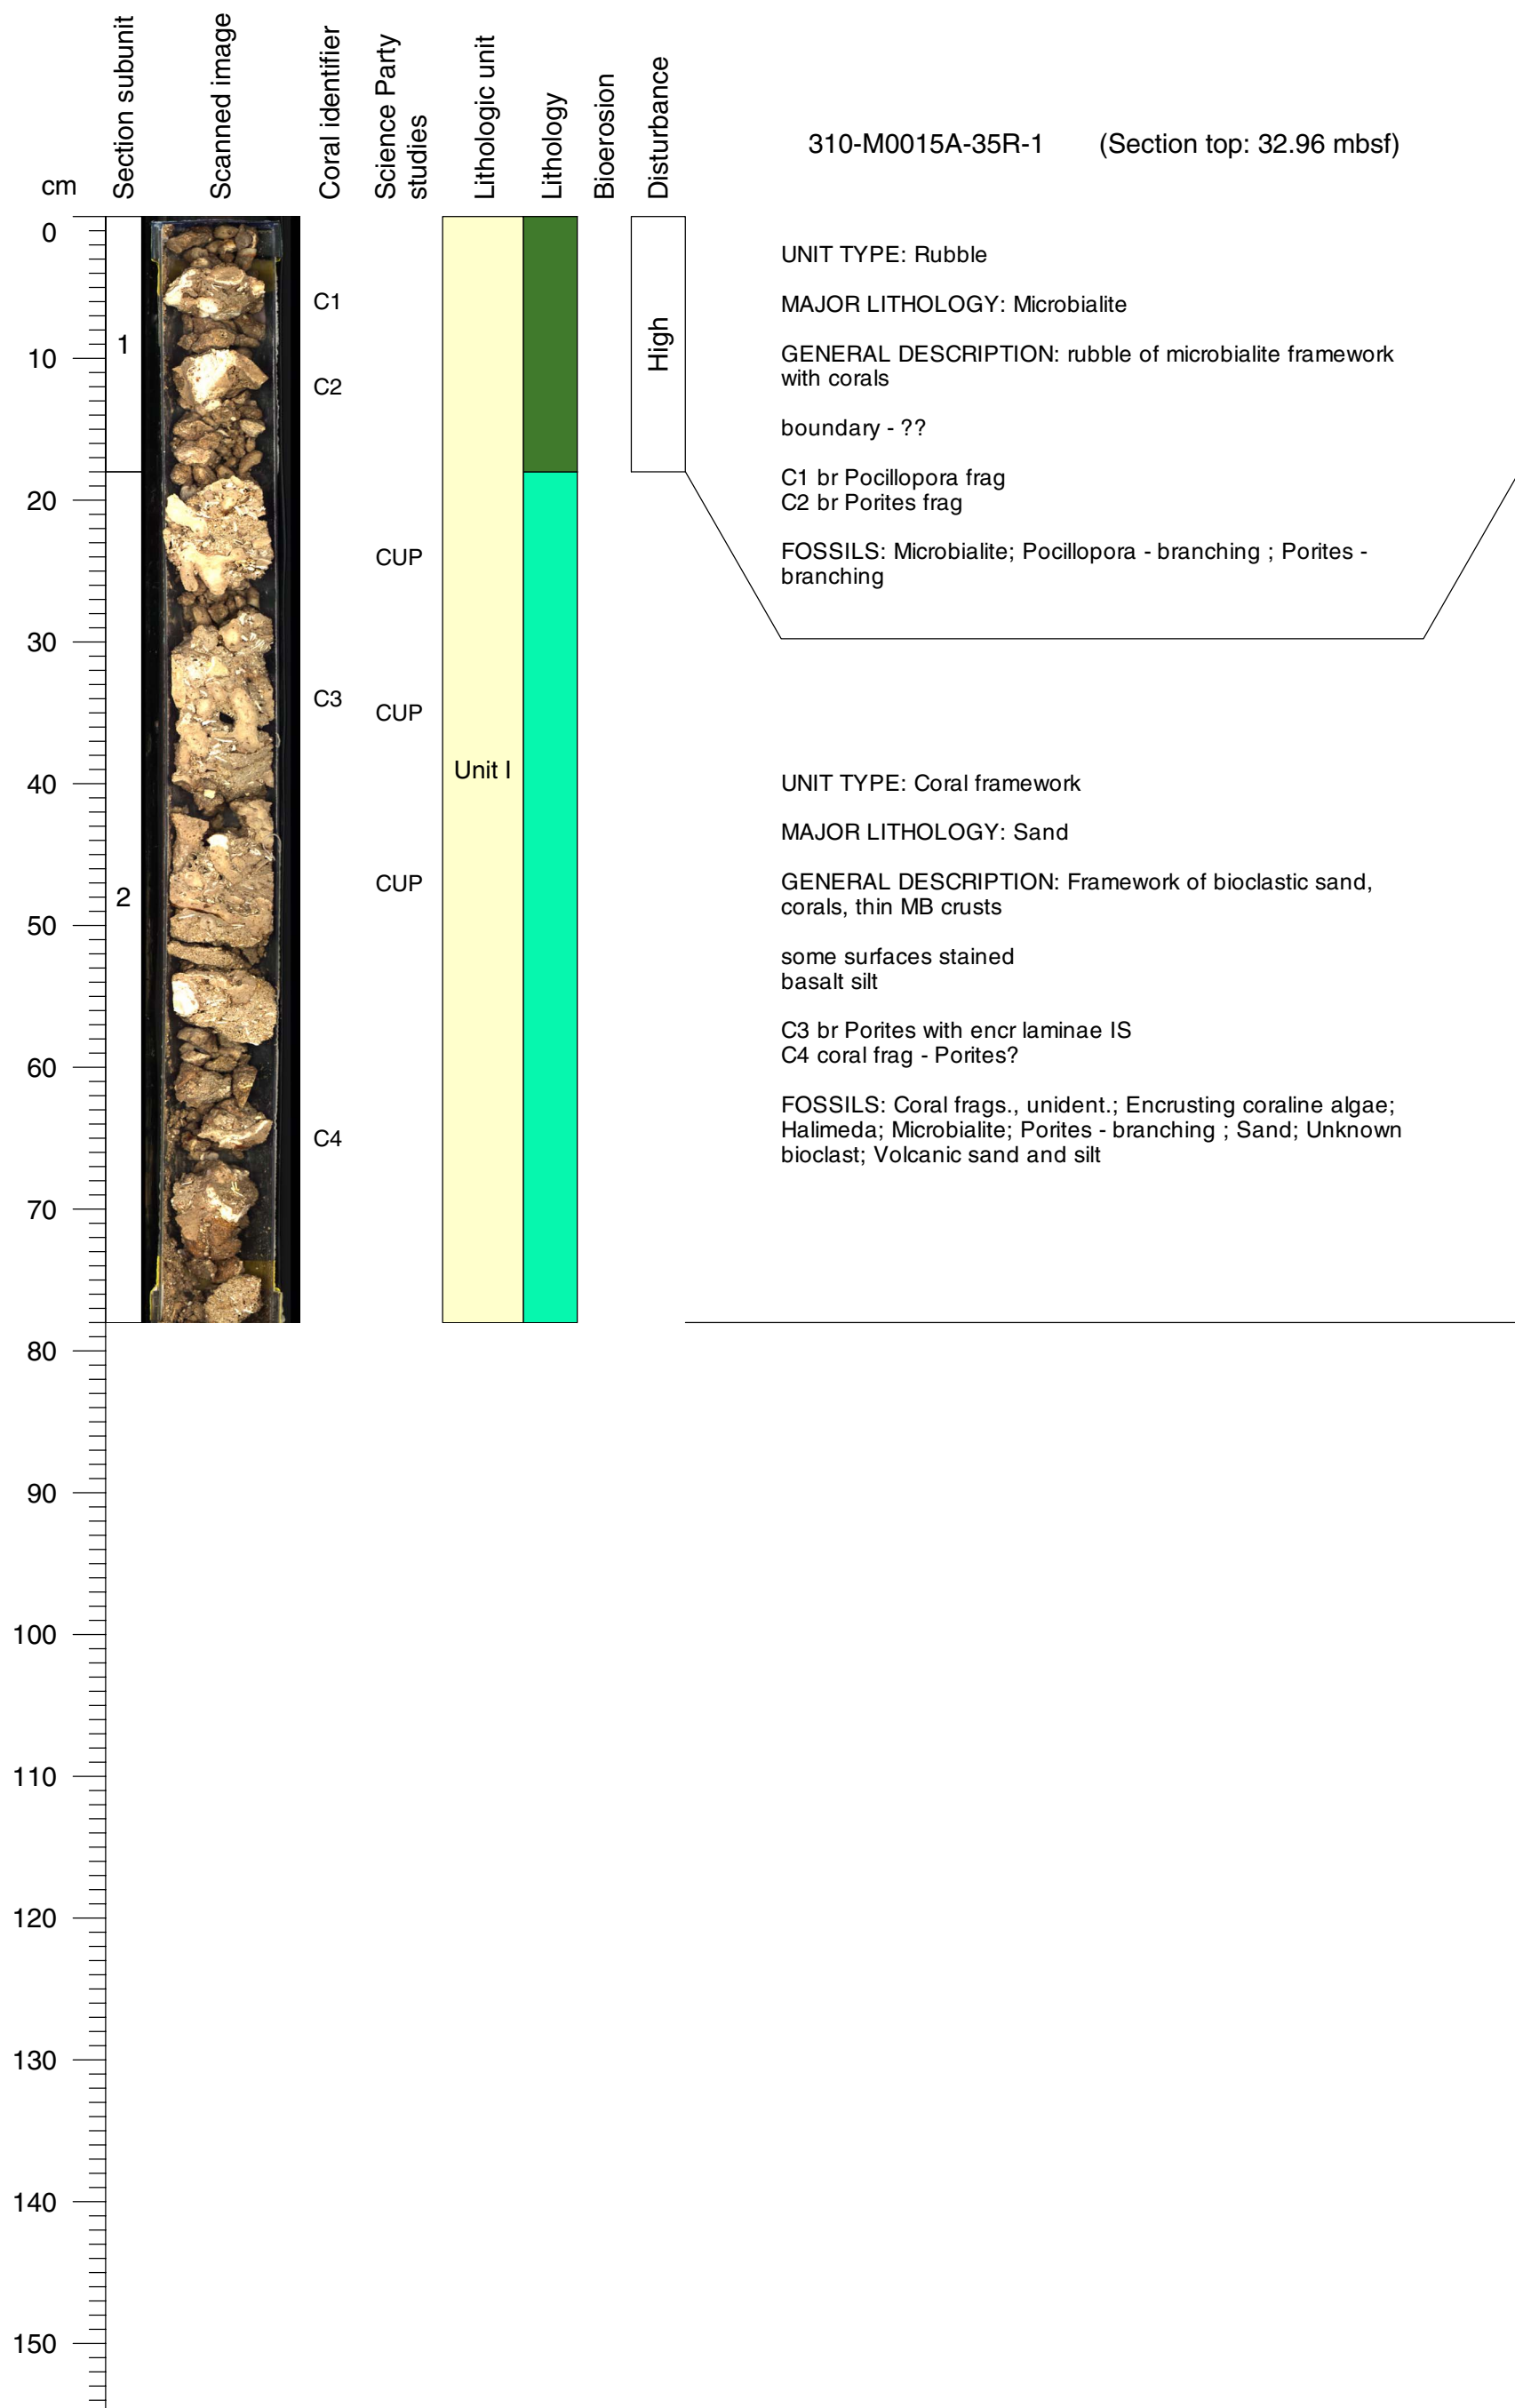 Section subunit
Scanned image
Coral identifier
Science Party
studies
Lithologic unit
Lithology
Bioerosion
Disturbance
310-M0015A-35R-1 (Section top: 32.96 mbsf)
cm
0
10
20
30
40
50
60
70
80
90
100
110
120
130
140
150
1
2
C1
C2
C3
C4
CUP
CUP
CUP
Unit I
High
UNIT TYPE: Rubble
MAJOR LITHOLOGY: Microbialite
GENERAL DESCRIPTION: rubble of microbialite framework
with corals
boundary - ??
C1 br Pocillopora frag
C2 br Porites frag
FOSSILS: Microbialite; Pocillopora - branching ; Porites -
branching
UNIT TYPE: Coral framework
MAJOR LITHOLOGY: Sand
GENERAL DESCRIPTION: Framework of bioclastic sand,
corals, thin MB crusts
some surfaces stained
basalt silt
C3 br Porites with encr laminae IS
C4 coral frag - Porites?
FOSSILS: Coral frags., unident.; Encrusting coraline algae;
Halimeda; Microbialite; Porites - branching ; Sand; Unknown
bioclast; Volcanic sand and silt